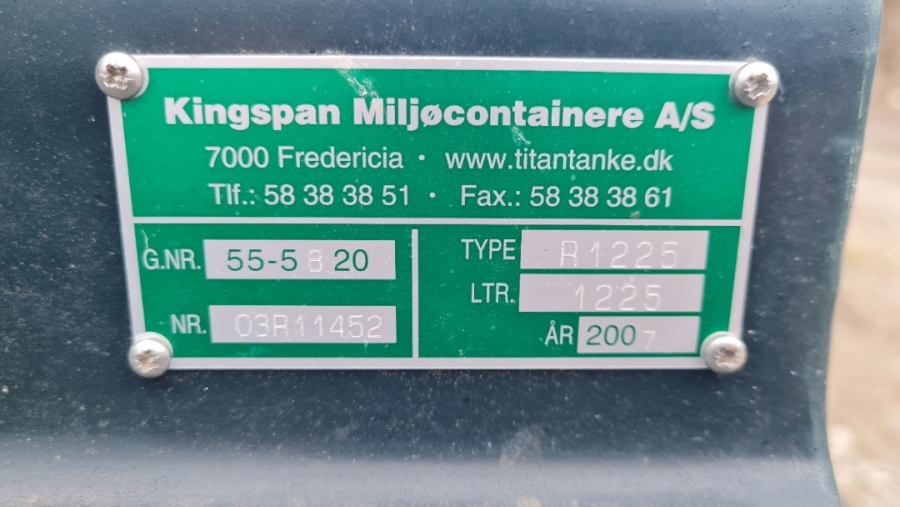 Kingspan Miljøcontainere A/S
7000 Fredericia · www.titantanke.dk
Tlf.: 58 38 38 51 · Fax.: 58 38 38 61
G.NR. 55-5 8 20
NR. 03R11452
TYPE R1225
LTR. 1225
ÅR 2007